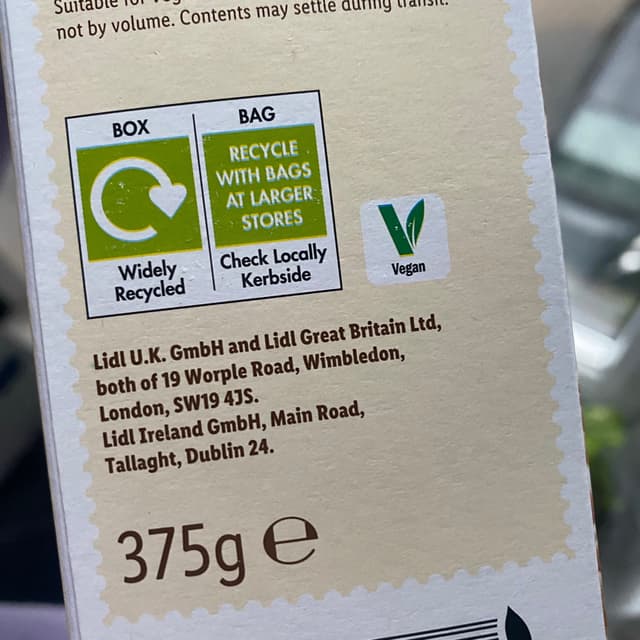 Suitable for
not by volume. Contents may settle during transit.
BOX
Widely
Recycled
BAG
RECYCLE
WITH BAGS
AT LARGER
STORES
Check Locally
Kerbside
Vegan
Lidl U.K. GmbH and Lidl Great Britain Ltd,
both of 19 Worple Road, Wimbledon,
London, SW19 4JS.
Lidl Ireland GmbH, Main Road,
Tallaght, Dublin 24.
375g ℮